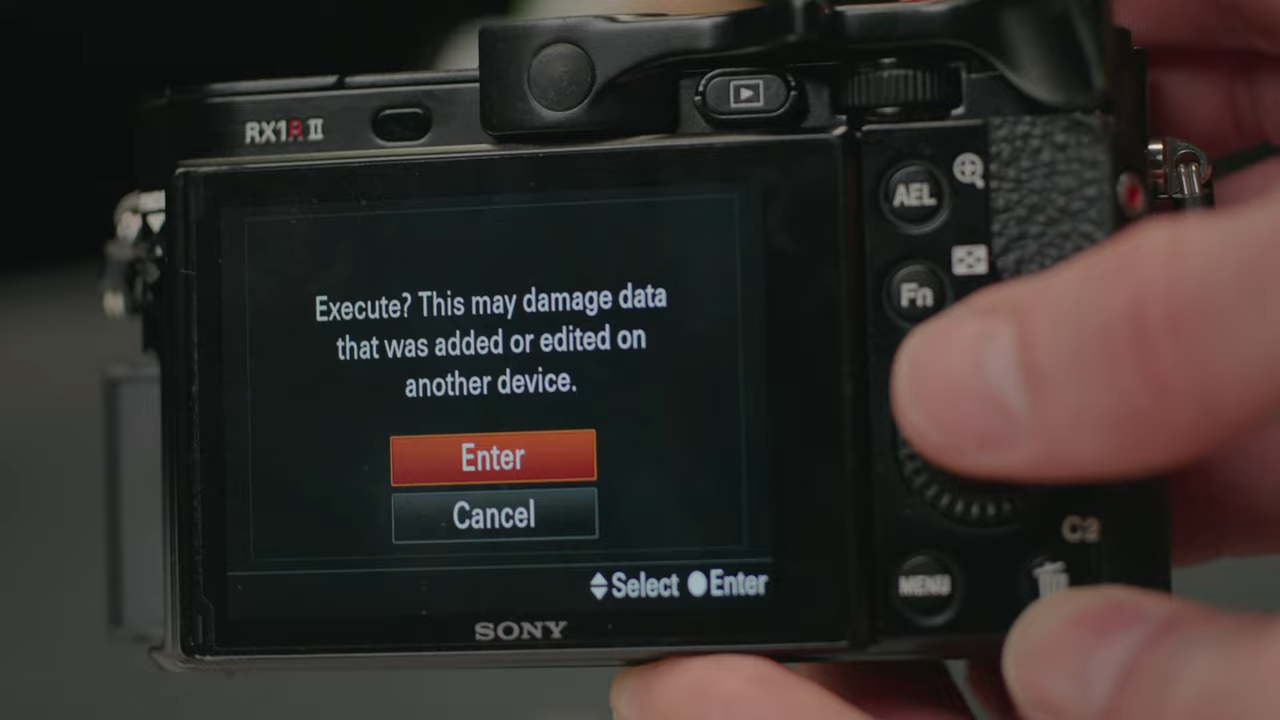 RX1R II
AEL
Fn
Execute? This may damage data
that was added or edited on
another device.
Enter
Cancel
Select Enter
C2
MENU
SONY